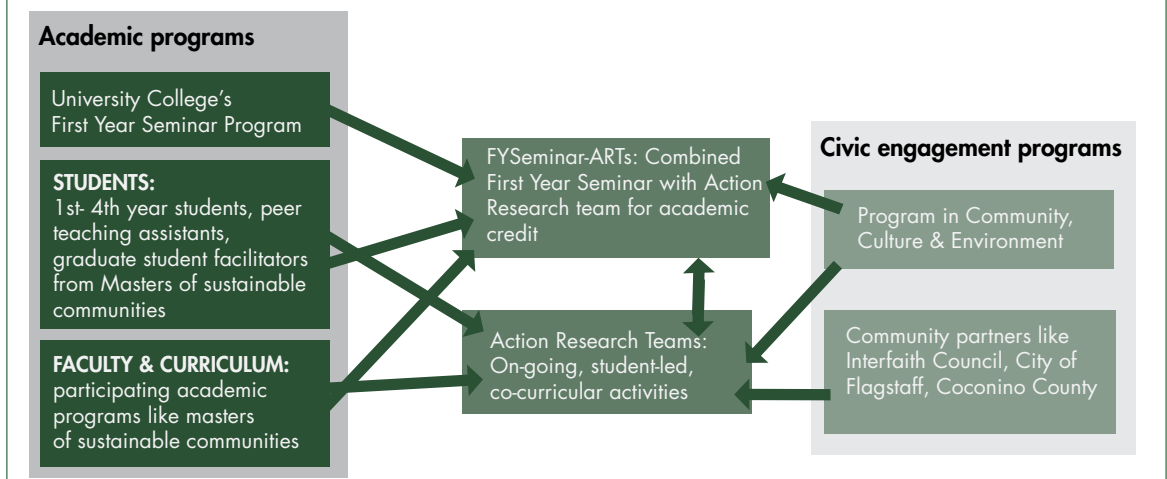 Academic programs
University College’s
First Year Seminar Program
STUDENTS:
1st- 4th year students, peer
teaching assistants,
graduate student facilitators
from Masters of sustainable
communities
FACULTY & CURRICULUM:
participating academic
programs like masters
of sustainable communities
FYSeminar-ARTs: Combined
First Year Seminar with Action
Research team for academic
credit
Action Research Teams:
On-going, student-led,
co-curricular activities
Civic engagement programs
Program in Community,
Culture & Environment
Community partners like
Interfaith Council, City of
Flagstaff, Coconino County